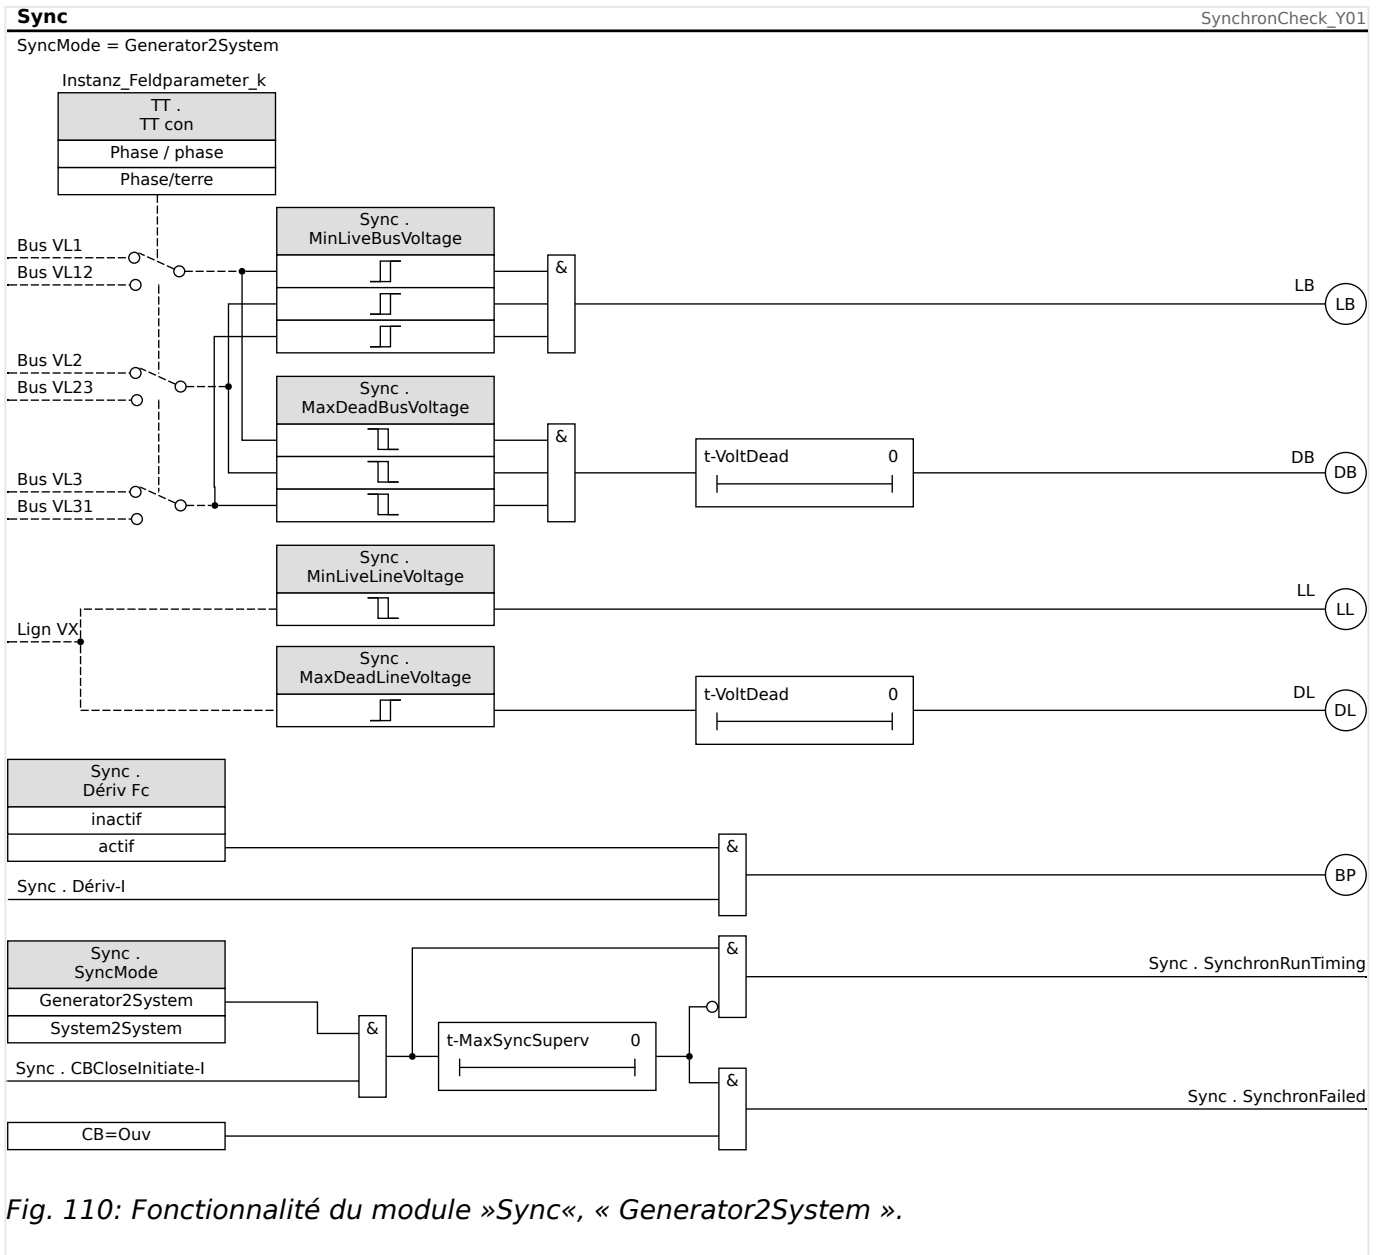 Sync
SynchronCheck_Y01
SyncMode = Generator2System
Instanz_Feldparameter_k
TT .
TT con
Phase / phase
Phase/terre
Sync .
MinLiveBusVoltage
Bus VL1
Bus VL12
&
LB
LB
Bus VL2
Bus VL23
Sync .
MaxDeadBusVoltage
&
t-VoltDead 0
DB
DB
Bus VL3
Bus VL31
Sync .
MinLiveLineVoltage
LL
LL
Lign VX
Sync .
MaxDeadLineVoltage
t-VoltDead 0
DL
DL
Sync .
Dériv Fc
inactif
actif
&
BP
Sync . Dériv-I
Sync .
SyncMode
Generator2System
System2System
&
Sync . SynchronRunTiming
&
t-MaxSyncSuperv 0
Sync . CBCloseInitiate-I
&
Sync . SynchronFailed
CB=Ouv
Fig. 110: Fonctionnalité du module »Sync«, « Generator2System ».